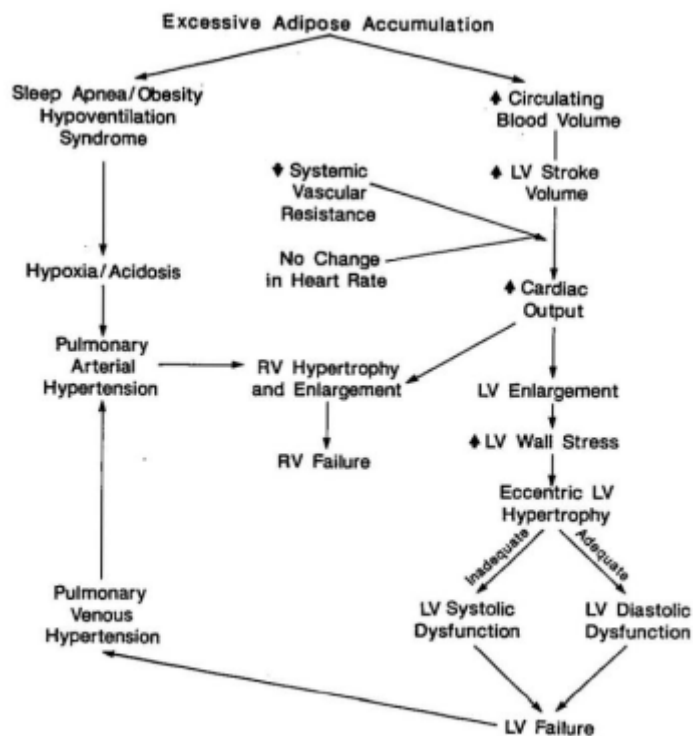 Excessive Adipose Accumulation
Sleep Apnea/Obesity
Hypoventilation
Syndrome
Circulating
Blood Volume
Systemic
Vascular
Resistance
LV Stroke
Volume
Hypoxia/Acidosis
No Change
in Heart Rate
Cardiac
Output
Pulmonary
Arterial
Hypertension
RV Hypertrophy
and Enlargement
LV Enlargement
RV Failure
LV Wall Stress
Eccentric LV
Hypertrophy
Inadequate
Adequate
Pulmonary
Venous
Hypertension
LV Systolic
Dysfunction
LV Diastolic
Dysfunction
LV Failure